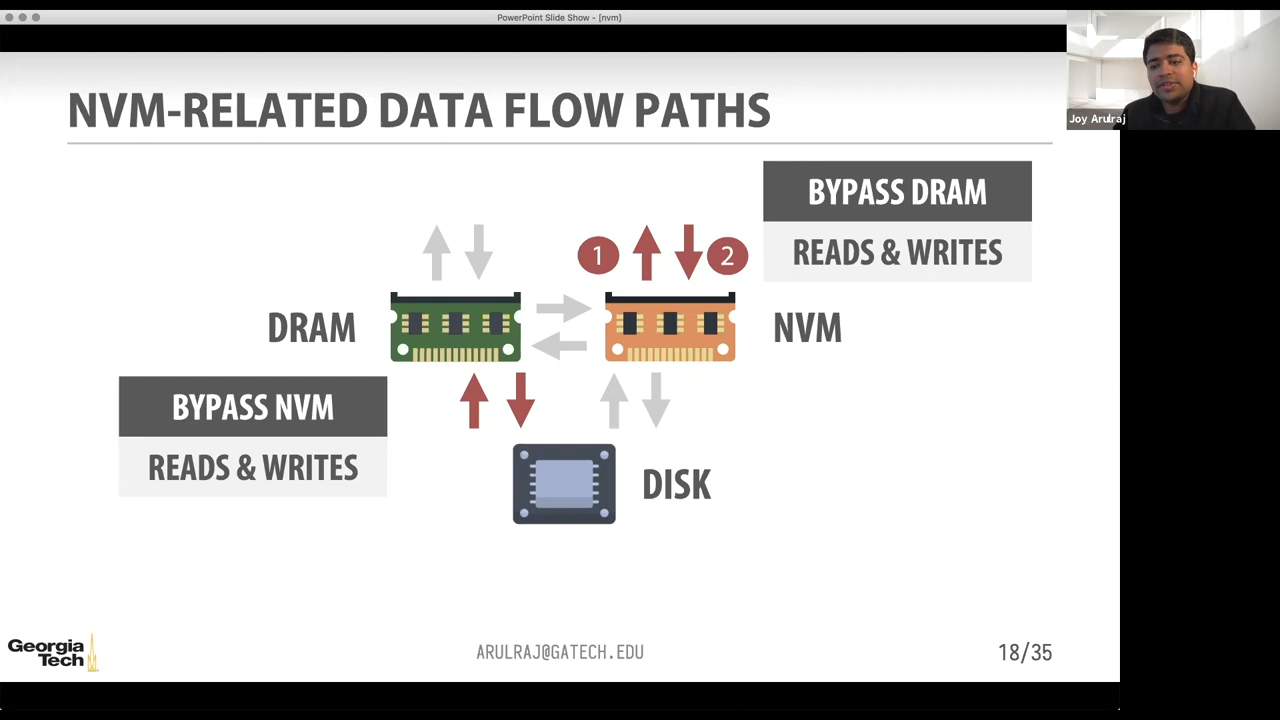 PowerPoint Slide Show - [nvm]
Joy Arulraj
NVM-RELATED DATA FLOW PATHS
BYPASS DRAM
READS & WRITES
1
2
DRAM
NVM
BYPASS NVM
READS & WRITES
DISK
Georgia
Tech
ARULRAJ@GATECH.EDU
18/35